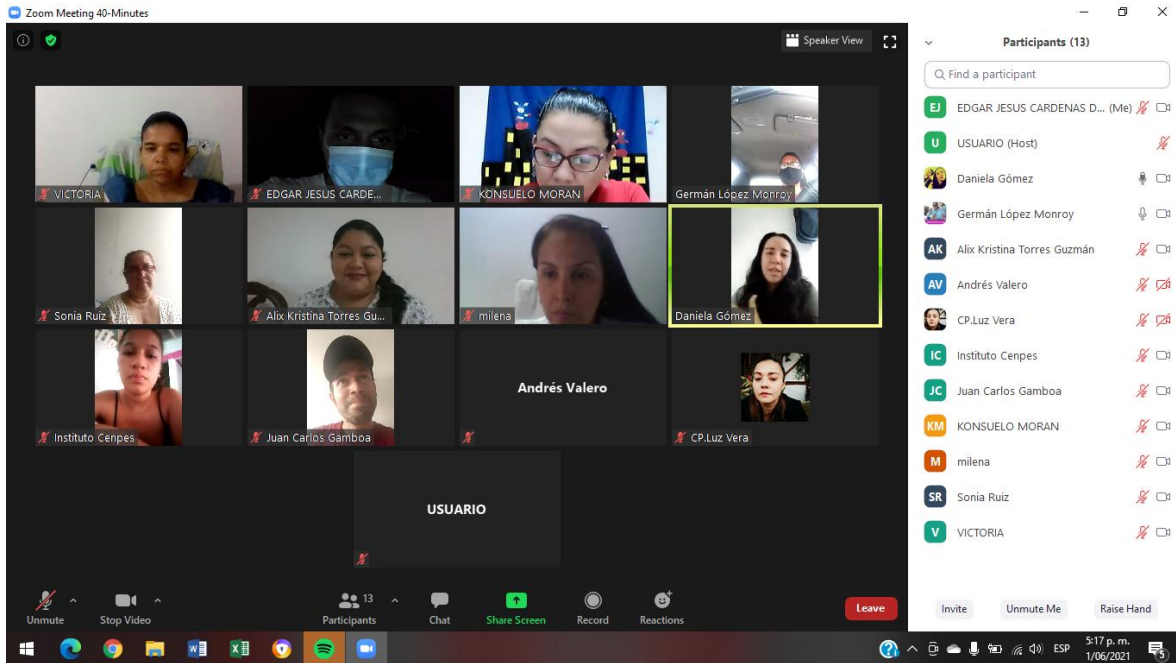 Zoom Meeting 40-Minutes
Speaker View
VICTORIA
EDGAR JESUS CARDE...
KONSUELO MORAN
Germán López Monroy
Sonia Ruiz
Alix Kristina Torres Gu...
milena
Daniela Gómez
Instituto Cenpes
Juan Carlos Gamboa
Andrés Valero
CP.Luz Vera
USUARIO
Unmute
Stop Video
Participants
13
Chat
Share Screen
Record
Reactions
Leave
Participants (13)
Find a participant
EJ EDGAR JESUS CARDENAS D... (Me)
U USUARIO (Host)
Daniela Gómez
Germán López Monroy
AK Alix Kristina Torres Guzmán
AV Andrés Valero
CP.Luz Vera
IC Instituto Cenpes
JC Juan Carlos Gamboa
KM KONSUELO MORAN
M milena
SR Sonia Ruiz
V VICTORIA
Invite
Unmute Me
Raise Hand
ESP
5:17 p. m.
1/06/2021
5